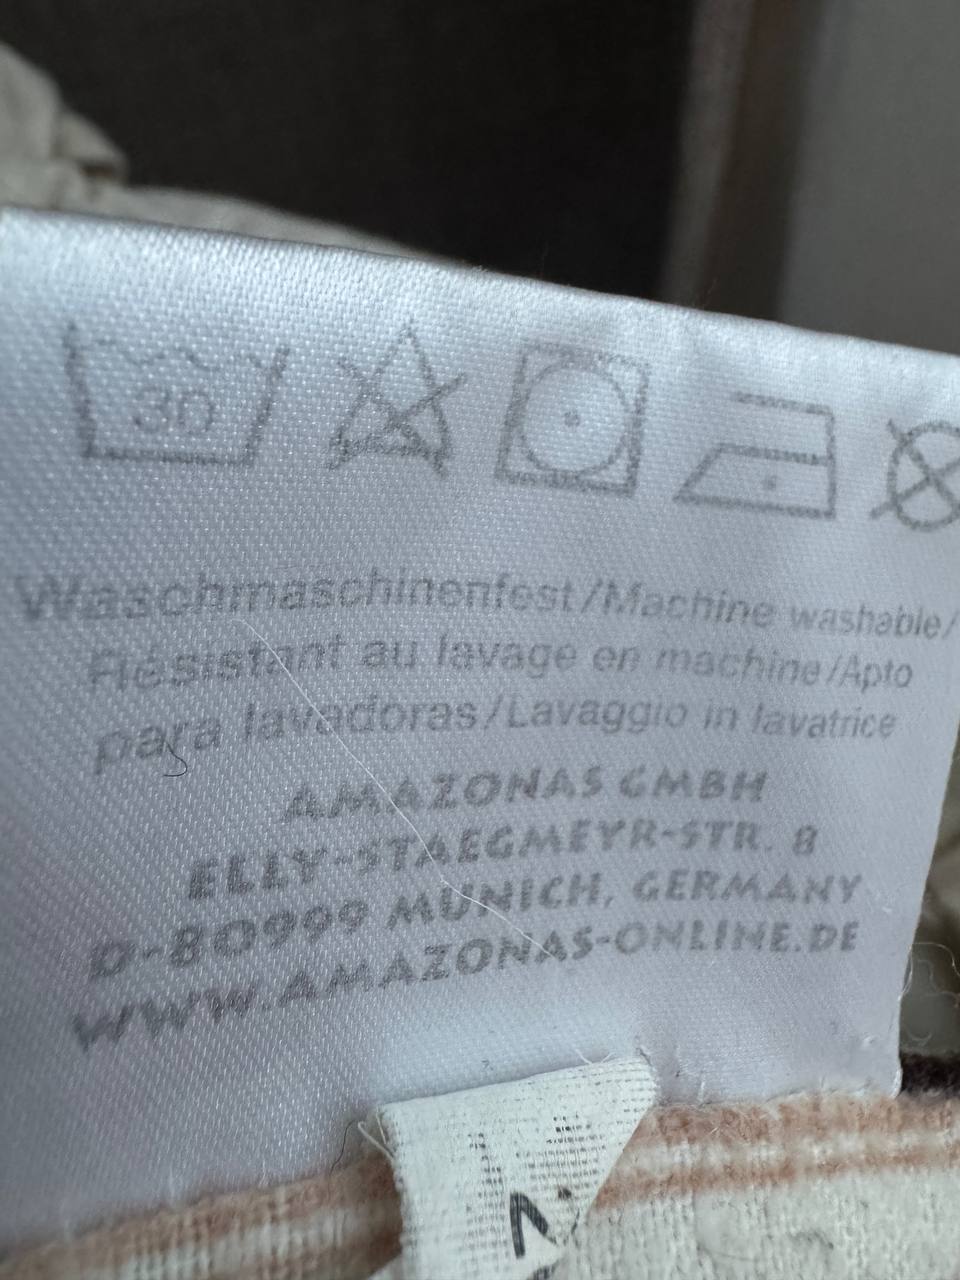 30
Waschmaschinenfest/Machine washable/
Résistant au lavage en machine/Apto
para lavadoras/Lavaggio in lavatrice
AMAZONAS GMBH
ELLY-STAEGMEYR-STR. 8
D-80999 MUNICH, GERMANY
WWW.AMAZONAS-ONLINE.DE